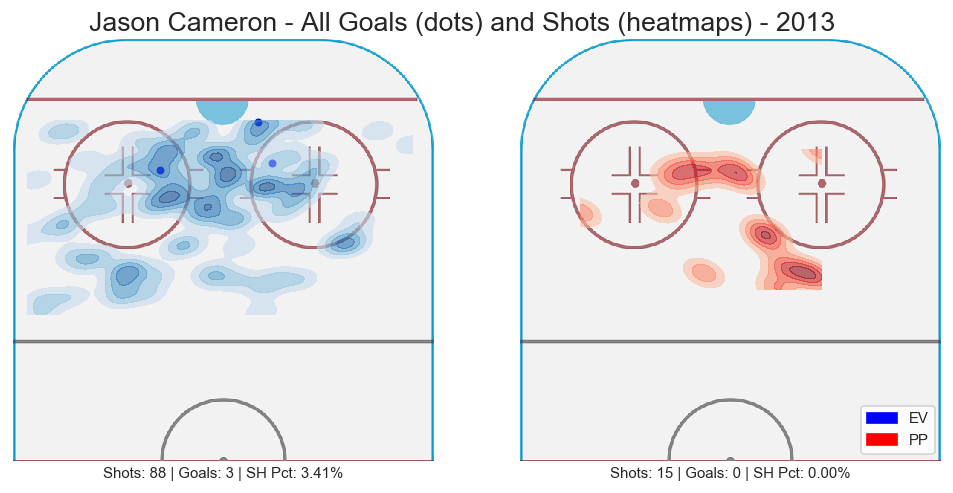 Jason Cameron - All Goals (dots) and Shots (heatmaps) - 2013
EV
PP
Shots: 88 | Goals: 3 | SH Pct: 3.41%
Shots: 15 | Goals: 0 | SH Pct: 0.00%